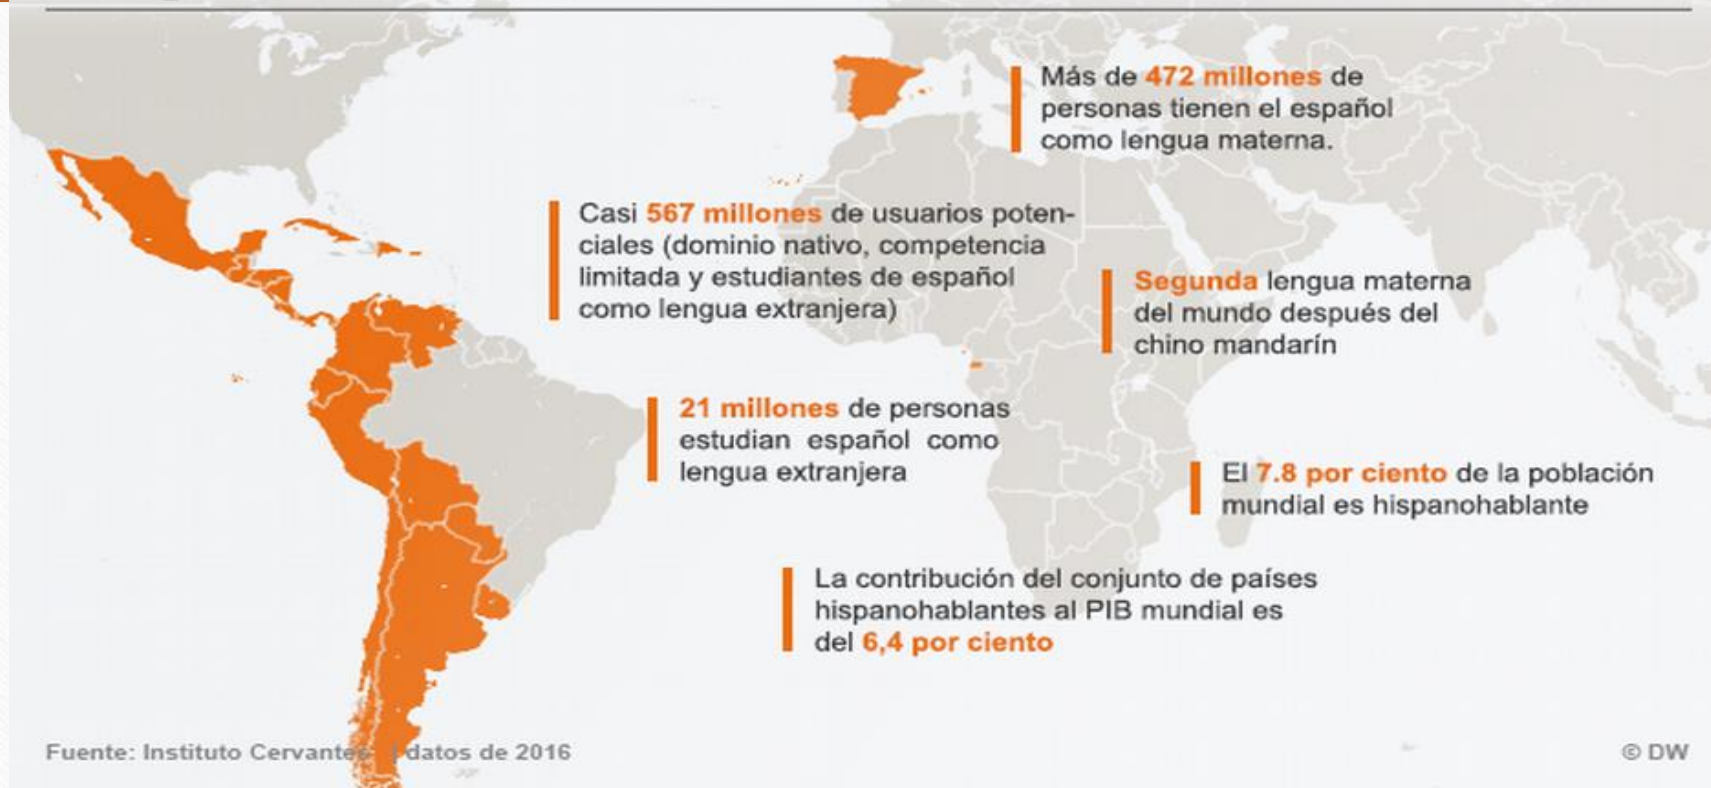 Más de 472 millones de
personas tienen el español
como lengua materna.
Casi 567 millones de usuarios poten-
ciales (dominio nativo, competencia
limitada y estudiantes de español
como lengua extranjera)
Segunda lengua materna
del mundo después del
chino mandarín
21 millones de personas
estudian español como
lengua extranjera
El 7.8 por ciento de la población
mundial es hispanohablante
La contribución del conjunto de países
hispanohablantes al PIB mundial es
del 6,4 por ciento
Fuente: Instituto Cervantes | datos de 2016
© DW